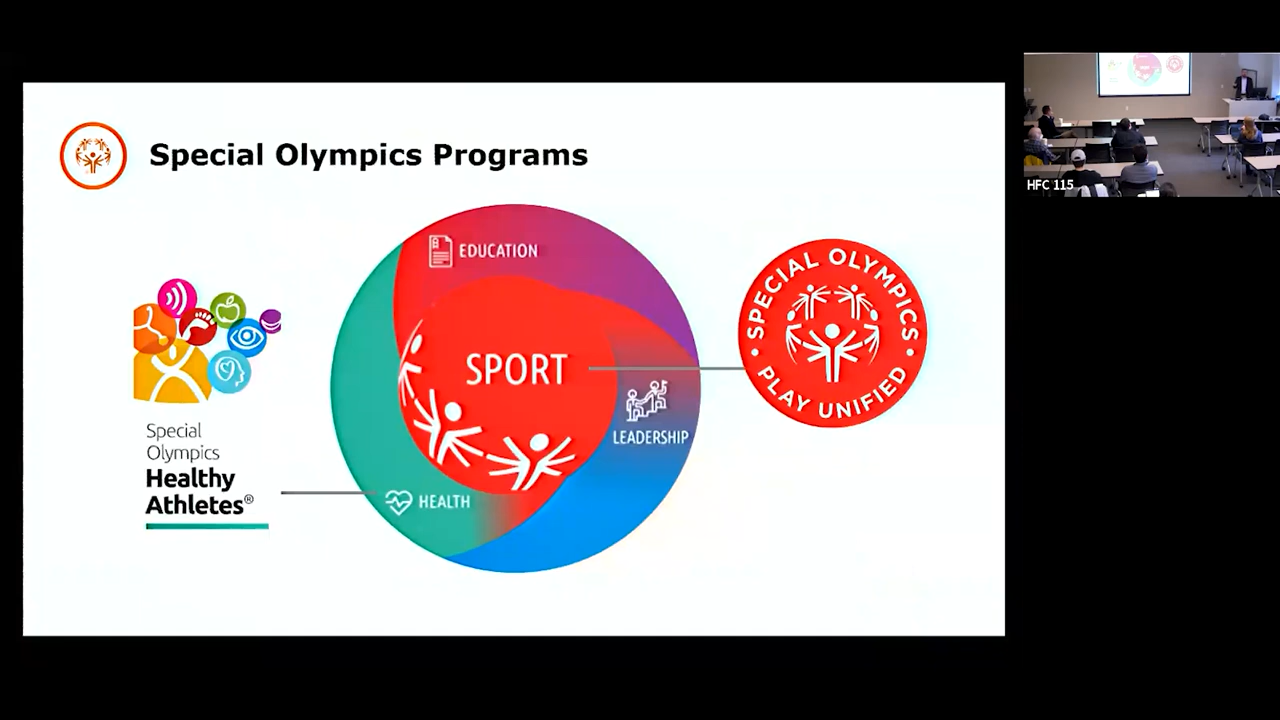 Special Olympics Programs
EDUCATION
SPORT
LEADERSHIP
HEALTH
Special
Olympics
Healthy
Athletes®
SPECIAL OLYMPICS
• PLAY UNIFIED •
HFC 115